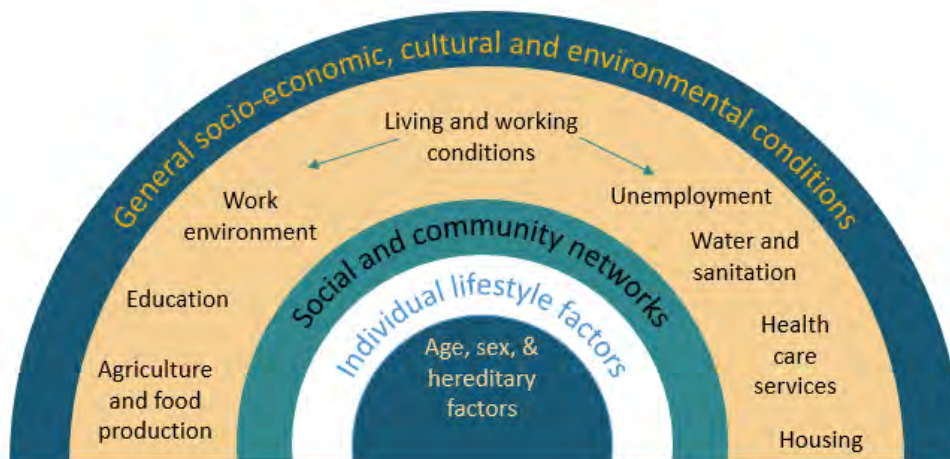 General socio-economic, cultural and environmental conditions
Living and working
conditions
Work
environment
Unemployment
Water and
sanitation
Education
Health
care
services
Agriculture
and food
production
Housing
Social and community networks
Individual lifestyle factors
Age, sex, &
hereditary
factors